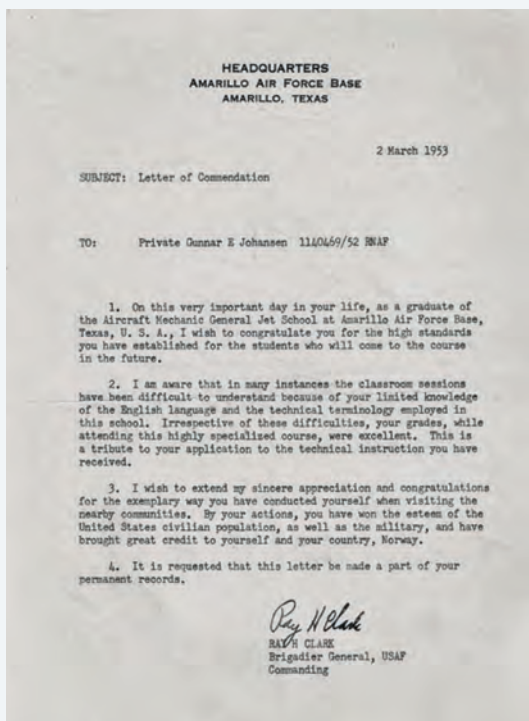 HEADQUARTERS
AMARILLO AIR FORCE BASE
AMARILLO, TEXAS
2 March 1953
SUBJECT: Letter of Commendation
TO: Private Gunnar E Johansen 1140469/52 RNAF
1. On this very important day in your life, as a graduate of
the Aircraft Mechanic General Jet School at Amarillo Air Force Base,
Texas, U. S. A., I wish to congratulate you for the high standards
you have established for the students who will come to the course
in the future.
2. I am aware that in many instances the classroom sessions
have been difficult to understand because of your limited knowledge
of the English language and the technical terminology employed in
this school. Irrespective of these difficulties, your grades, while
attending this highly specialized course, were excellent. This is
a tribute to your application to the technical instruction you have
received.
3. I wish to extend my sincere appreciation and congratulations
for the exemplary way you have conducted yourself when visiting the
nearby communities. By your actions, you have won the esteem of the
United States civilian population, as well as the military, and have
brought great credit to yourself and your country, Norway.
4. It is requested that this letter be made a part of your
permanent records.
Ray H Clark
RAY H CLARK
Brigadier General, USAF
Commanding